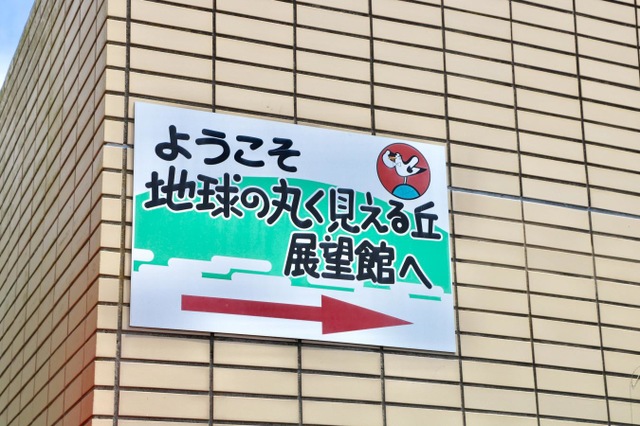 ようこそ
地球の丸く見える丘
展望館へ